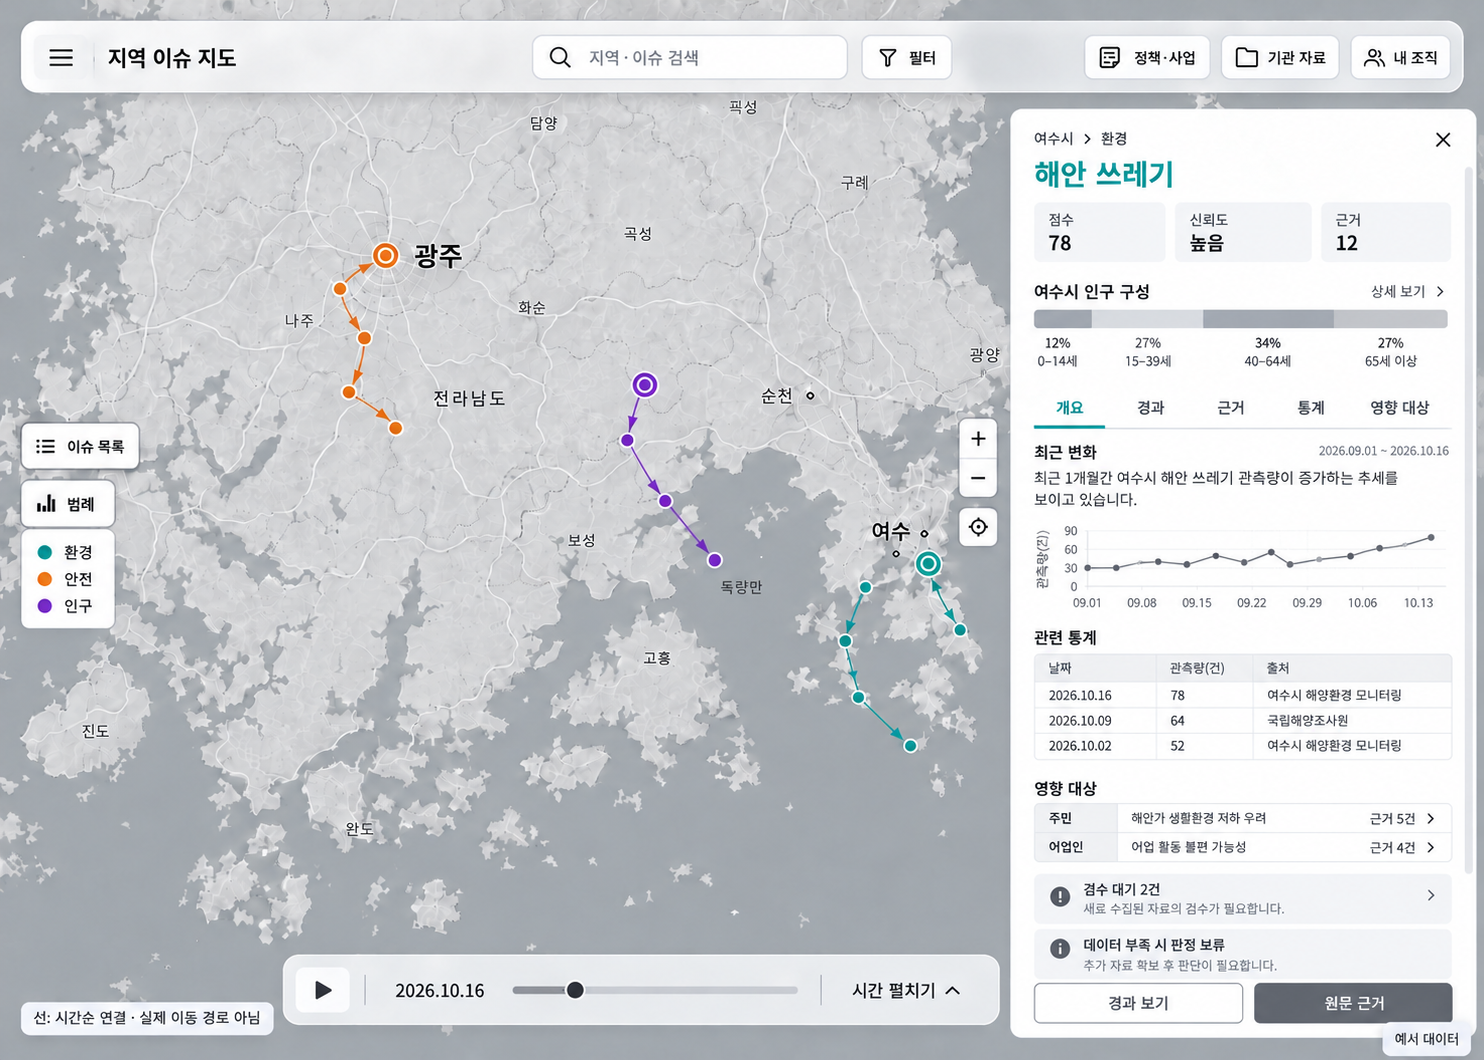 지역 이슈 지도
지역 · 이슈 검색
필터
정책·사업
기관 자료
내 조직
담양
곡성
구례
곡성
광주
나주
화순
전라남도
순천
광양
여수
보성
독량만
고흥
진도
완도
이슈 목록
범례
환경
안전
인구
여수시 > 환경
해안 쓰레기
점수
78
신뢰도
높음
근거
12
여수시 인구 구성
상세 보기
12% 27% 34% 27%
0–14세 15–39세 40–64세 65세 이상
개요 경과 근거 통계 영향 대상
최근 변화 2026.09.01 ~ 2026.10.16
최근 1개월간 여수시 해안 쓰레기 관측량이 증가하는 추세를
보이고 있습니다.
관측량(건)
90
60
30
0
09.01 09.08 09.15 09.22 09.29 10.06 10.13
관련 통계
날짜 관측량(건) 출처
2026.10.16 78 여수시 해양환경 모니터링
2026.10.09 64 국립해양조사원
2026.10.02 52 여수시 해양환경 모니터링
영향 대상
주민 해안가 생활환경 저하 우려 근거 5건
어업인 어업 활동 불편 가능성 근거 4건
검수 대기 2건
새로 수집된 자료의 검수가 필요합니다.
데이터 부족 시 판정 보류
추가 자료 확보 후 판단이 필요합니다.
경과 보기
원문 근거
예서 데이터
2026.10.16
시간 펼치기
선: 시간순 연결 · 실제 이동 경로 아님